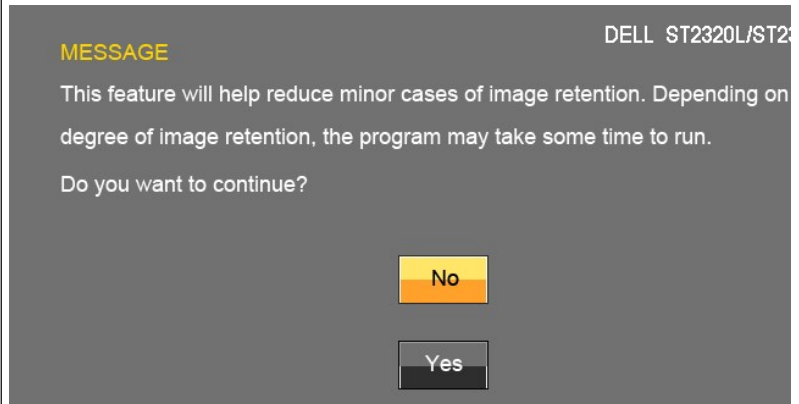 DELL ST2320L/ST23
MESSAGE
This feature will help reduce minor cases of image retention. Depending on
degree of image retention, the program may take some time to run.
Do you want to continue?
No
Yes